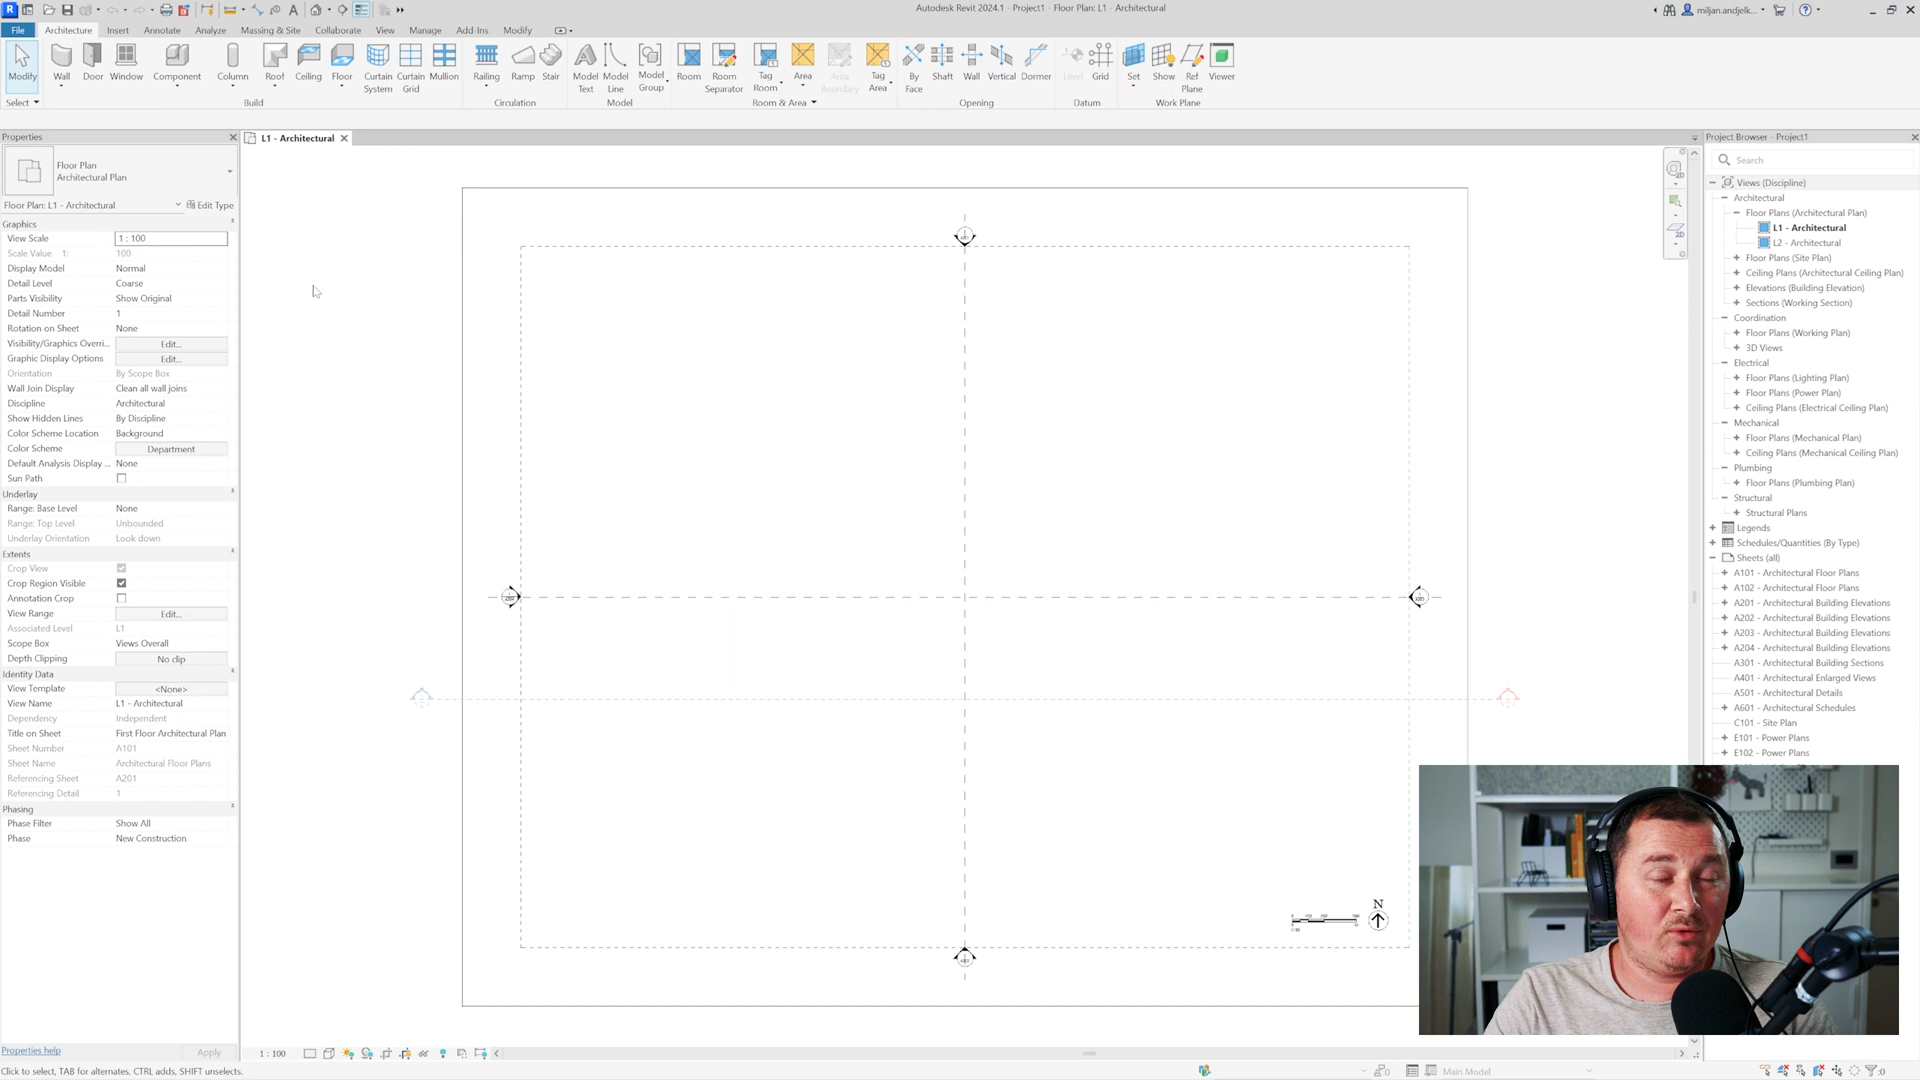 Autodesk Revit 2024.1 - Project1 - Floor Plan: L1 - Architectural
miljan.andjelk...
File Architecture Insert Annotate Analyze Massing & Site Collaborate View Manage Add-Ins Modify
Modify Wall Door Window Component Column Roof Ceiling Floor Curtain System Curtain Grid Mullion Railing Ramp Stair Model Text Model Line Model Group Room Room Separator Tag Room Area Area Boundary Tag Area By Face Shaft Wall Vertical Dormer Level Grid Set Show Ref Plane Viewer
Select Build Circulation Model Room & Area Opening Datum Work Plane
Properties
Floor Plan
Architectural Plan
Floor Plan: L1 - Architectural Edit Type
Graphics
View Scale 1 : 100
Scale Value 1: 100
Display Model Normal
Detail Level Coarse
Parts Visibility Show Original
Detail Number 1
Rotation on Sheet None
Visibility/Graphics Overri... Edit...
Graphic Display Options Edit...
Orientation By Scope Box
Wall Join Display Clean all wall joins
Discipline Architectural
Show Hidden Lines By Discipline
Color Scheme Location Background
Color Scheme Department
Default Analysis Display ... None
Sun Path
Underlay
Range: Base Level None
Range: Top Level Unbounded
Underlay Orientation Look down
Extents
Crop View
Crop Region Visible
Annotation Crop
View Range Edit...
Associated Level L1
Scope Box Views Overall
Depth Clipping No clip
Identity Data
View Template <None>
View Name L1 - Architectural
Dependency Independent
Title on Sheet First Floor Architectural Plan
Sheet Number A101
Sheet Name Architectural Floor Plans
Referencing Sheet A201
Referencing Detail 1
Phasing
Phase Filter Show All
Phase New Construction
Properties help Apply
L1 - Architectural
N
1 : 100
Click to select, TAB for alternates, CTRL adds, SHIFT unselects.
:0
Main Model
:0
Project Browser - Project1
Search
Views (Discipline)
Architectural
Floor Plans (Architectural Plan)
L1 - Architectural
L2 - Architectural
Floor Plans (Site Plan)
Ceiling Plans (Architectural Ceiling Plan)
Elevations (Building Elevation)
Sections (Working Section)
Coordination
Floor Plans (Working Plan)
3D Views
Electrical
Floor Plans (Lighting Plan)
Floor Plans (Power Plan)
Ceiling Plans (Electrical Ceiling Plan)
Mechanical
Floor Plans (Mechanical Plan)
Ceiling Plans (Mechanical Ceiling Plan)
Plumbing
Floor Plans (Plumbing Plan)
Structural
Structural Plans
Legends
Schedules/Quantities (By Type)
Sheets (all)
A101 - Architectural Floor Plans
A102 - Architectural Floor Plans
A201 - Architectural Building Elevations
A202 - Architectural Building Elevations
A203 - Architectural Building Elevations
A204 - Architectural Building Elevations
A301 - Architectural Building Sections
A401 - Architectural Enlarged Views
A501 - Architectural Details
A601 - Architectural Schedules
C101 - Site Plan
E101 - Power Plans
E102 - Power Plans